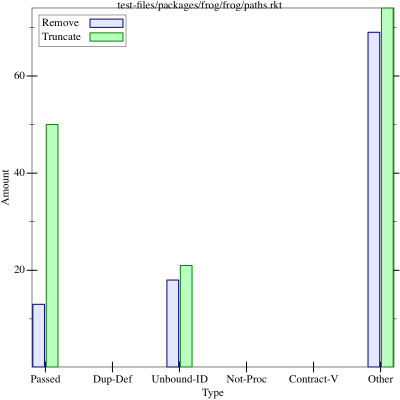 test-files/packages/frog/frog/paths.rkt
Remove
Truncate
60
40
20
Amount
Passed Dup-Def Unbound-ID Not-Proc Contract-V Other
Type